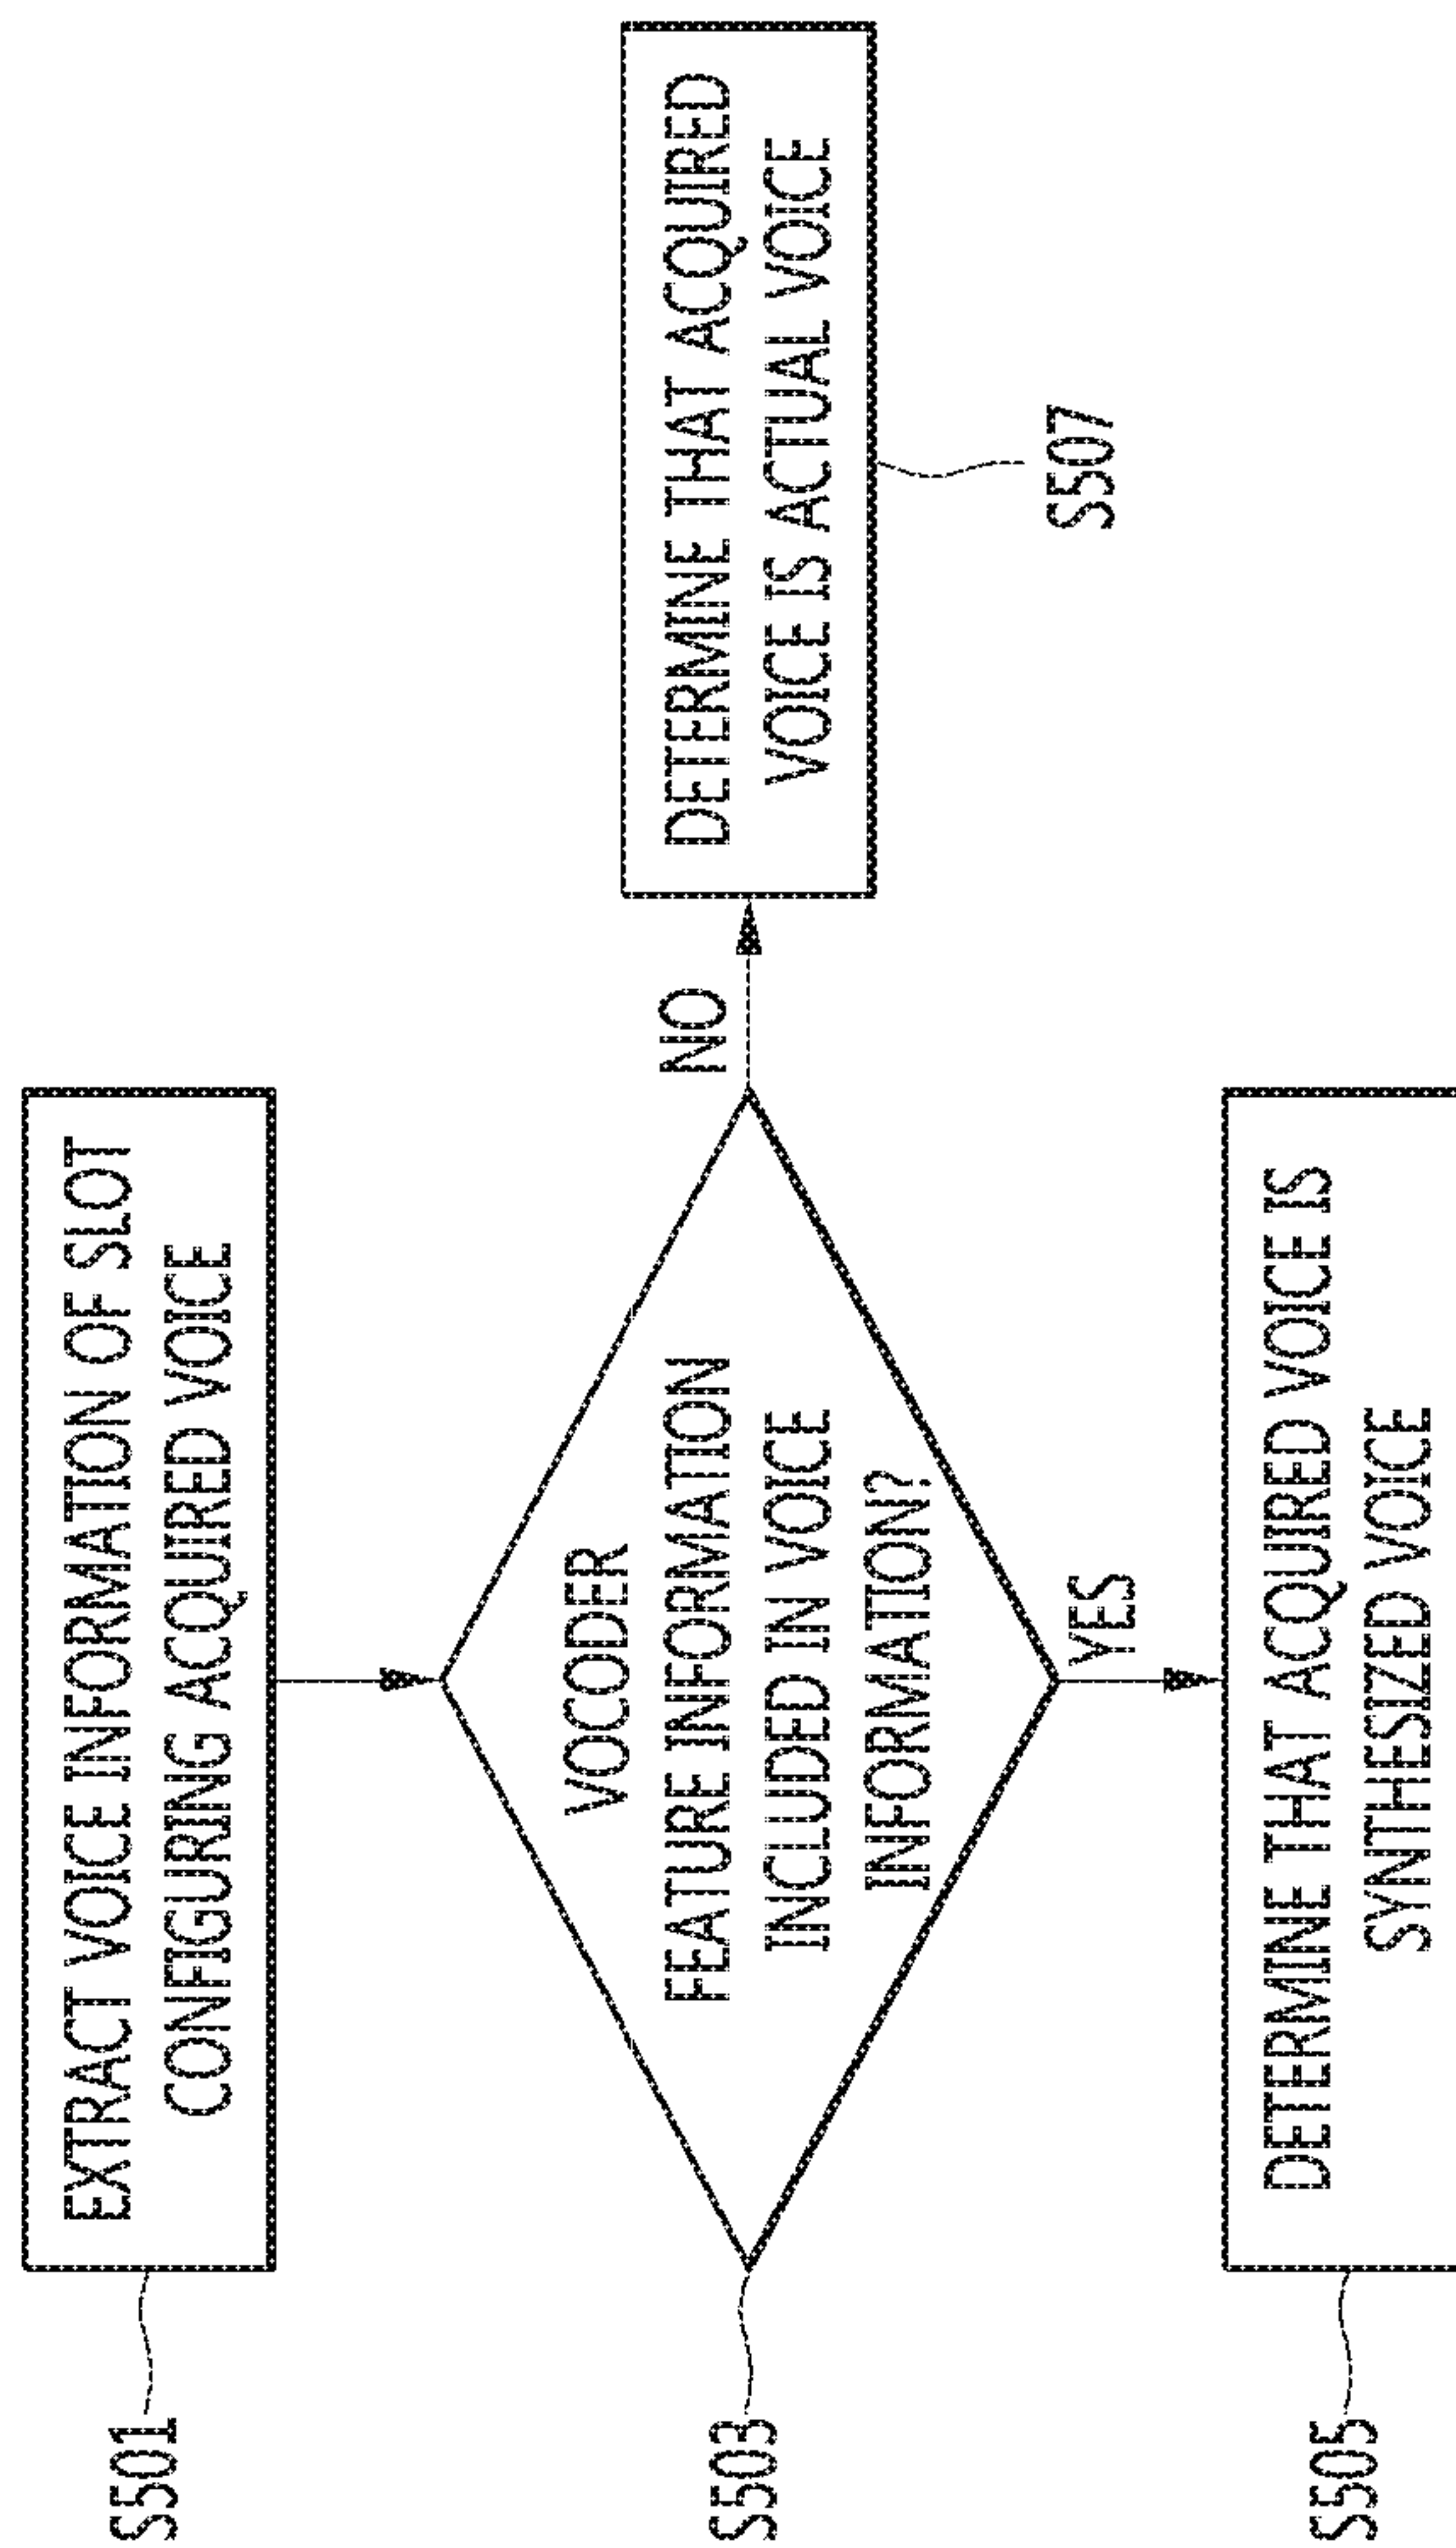 S501
EXTRACT VOICE INFORMATION OF SLOT
CONFIGURING ACQUIRED VOICE
S503
VOCODER
FEATURE INFORMATION
INCLUDED IN VOICE
INFORMATION?
NO
DETERMINE THAT ACQUIRED
VOICE IS ACTUAL VOICE
S507
YES
S505
DETERMINE THAT ACQUIRED VOICE IS
SYNTHESIZED VOICE